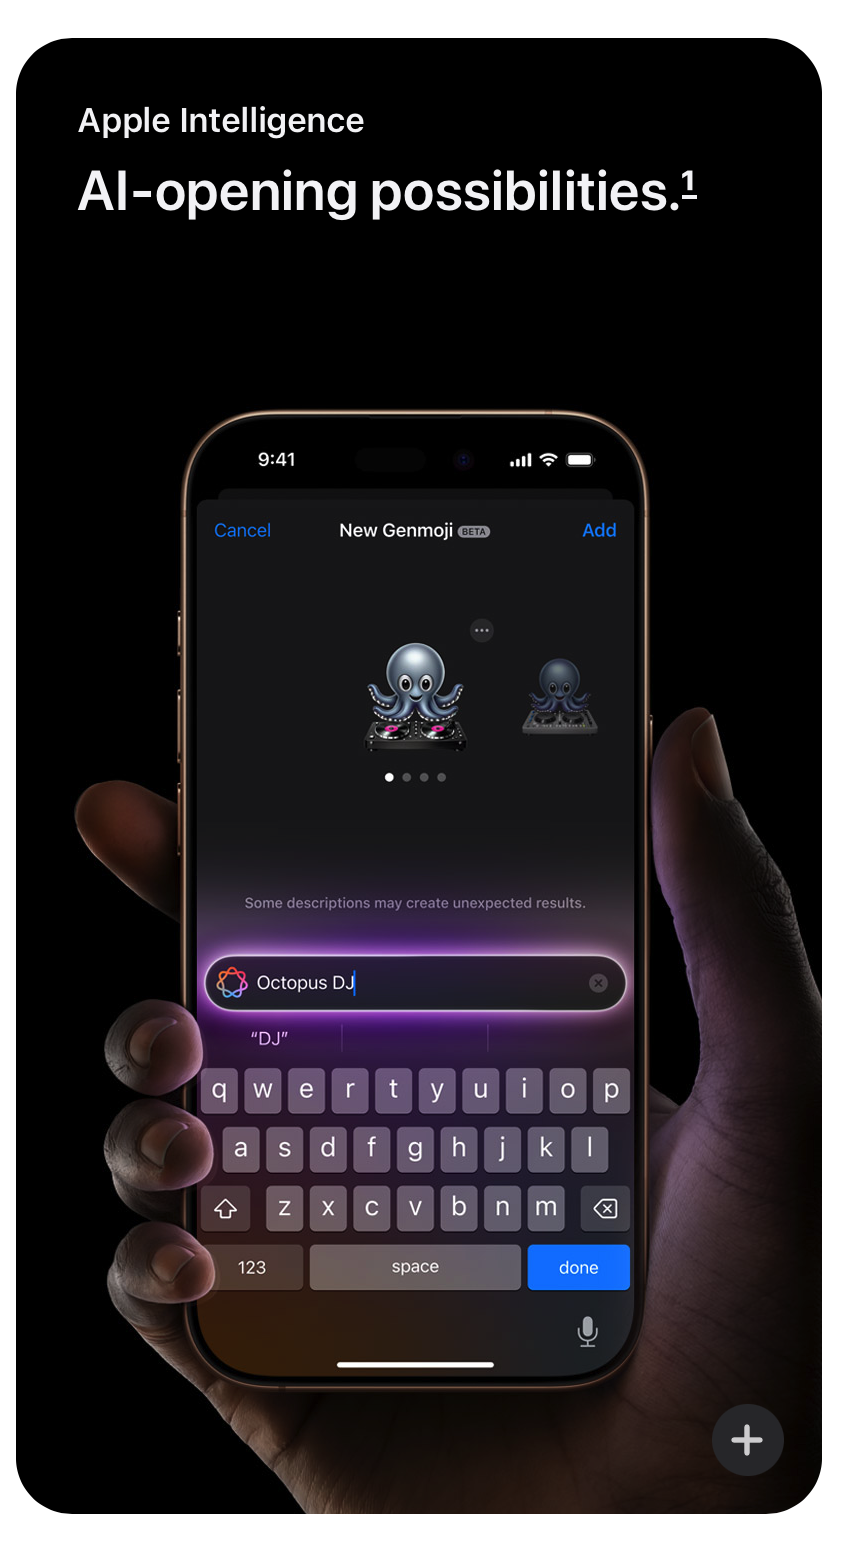 Apple Intelligence
AI-opening possibilities.¹
9:41
Cancel New Genmoji BETA Add
Some descriptions may create unexpected results.
Octopus DJ
“DJ”
q w e r t y u i o p
a s d f g h j k l
z x c v b n m
123 space done